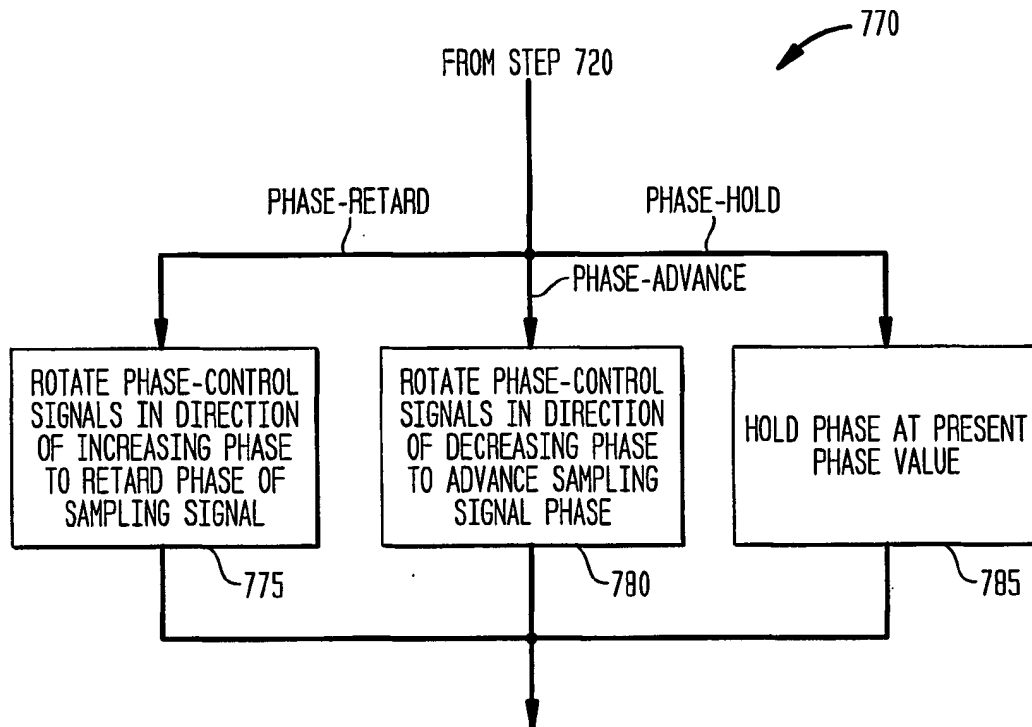 770
FROM STEP 720
PHASE-RETARD
PHASE-HOLD
PHASE-ADVANCE
ROTATE PHASE-CONTROL
SIGNALS IN DIRECTION
OF INCREASING PHASE
TO RETARD PHASE OF
SAMPLING SIGNAL
ROTATE PHASE-CONTROL
SIGNALS IN DIRECTION
OF DECREASING PHASE
TO ADVANCE SAMPLING
SIGNAL PHASE
HOLD PHASE AT PRESENT
PHASE VALUE
775
780
785